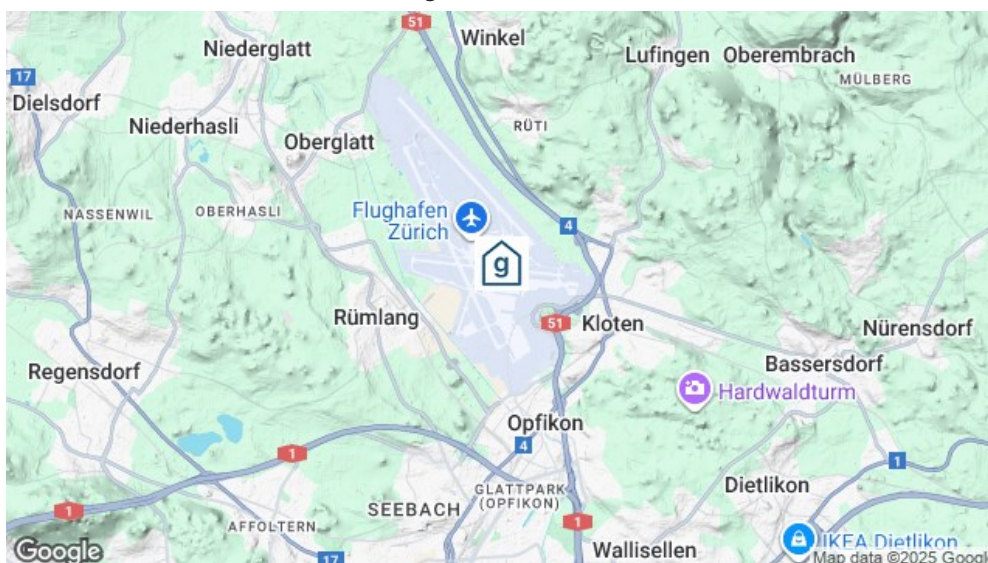 51
Winkel
Niederglatt
Lufingen
Oberembrach
17
MÜLBERG
Dielsdorf
Niederhasli
RÜTI
Oberglatt
NASSENWIL
OBERHASLI
Flughafen
Zürich
4
g
Rümlang
51
Kloten
Nürensdorf
Bassersdorf
Regensdorf
Hardwaldturm
Opfikon
4
1
1
Dietlikon
GLATTPARK
(OPFIKON)
SEEBACH
1
AFFOLTERN
1
IKEA Dietlikon
Google
17
Wallisellen
Map data ©2025 Google